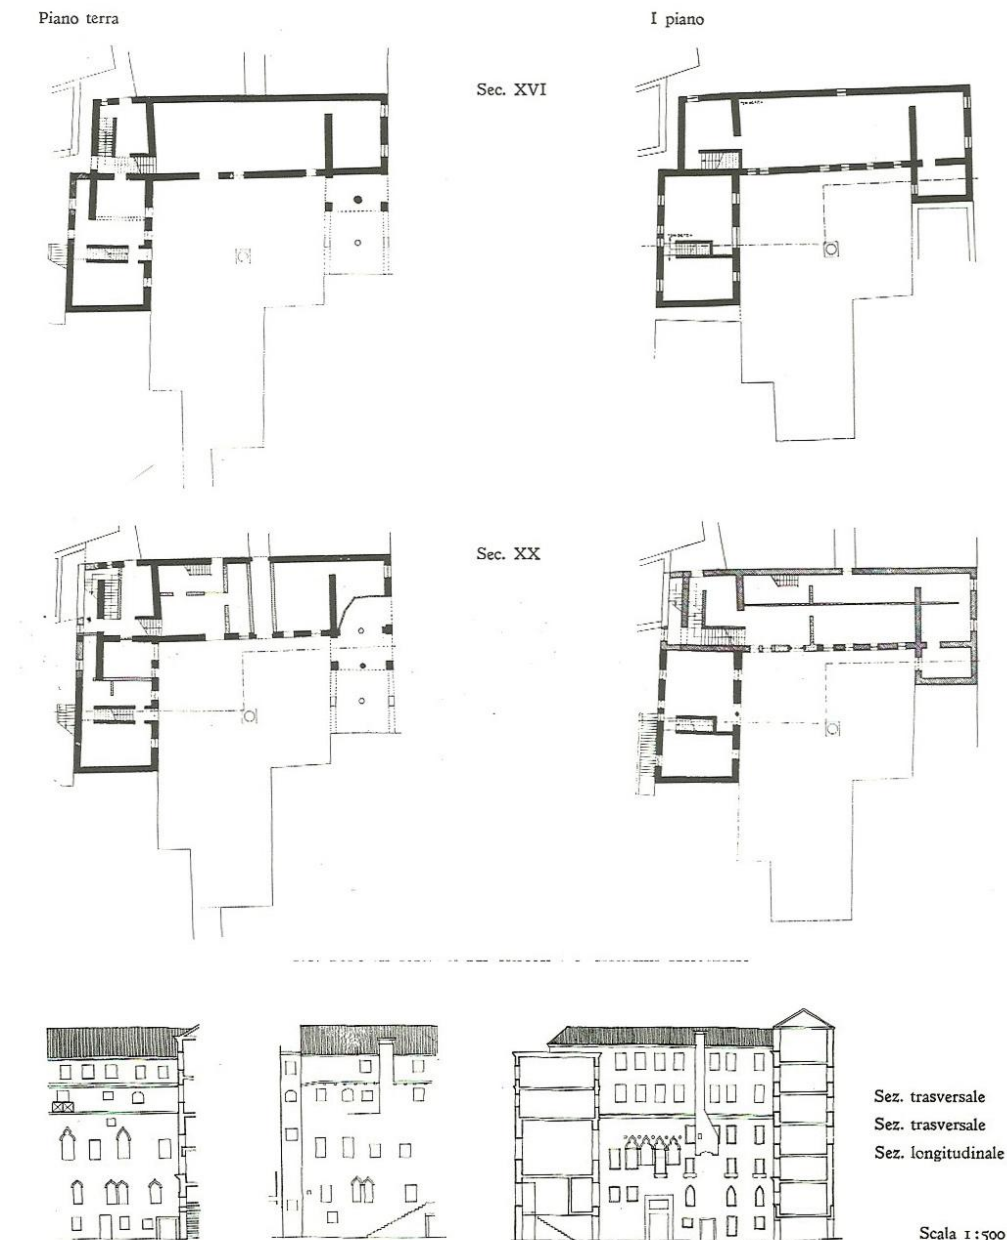 Piano terra
I piano
Sec. XVI
Sec. XX
Sez. trasversale
Sez. trasversale
Sez. longitudinale
Scala 1:500